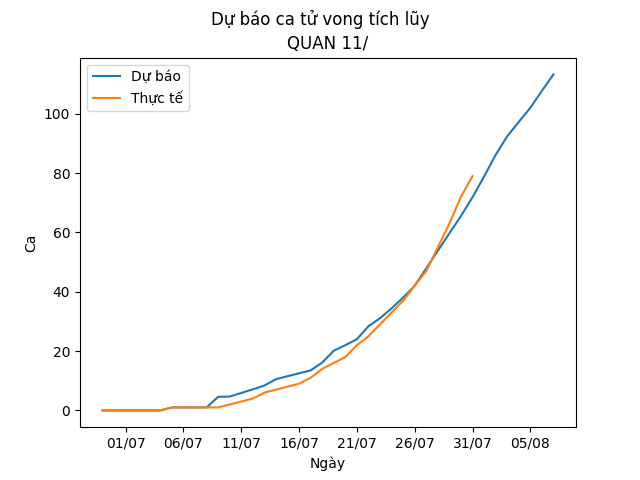 Dự báo ca tử vong tích lũy
QUAN 11/
Dự báo
Thực tế
100
80
60
40
20
0
Ca
01/07 06/07 11/07 16/07 21/07 26/07 31/07 05/08
Ngày